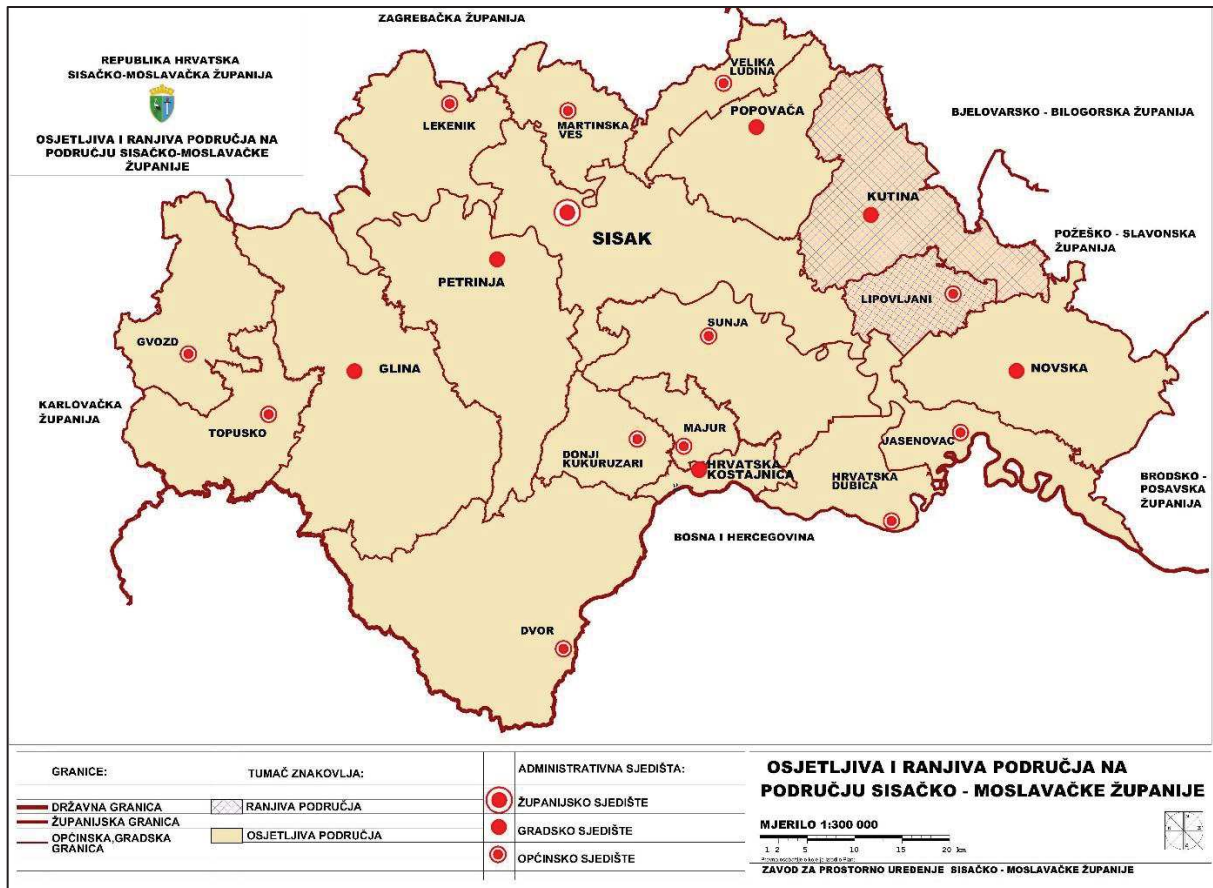 ZAGREBAČKA ŽUPANIJA
REPUBLIKA HRVATSKA
SISAČKO-MOSLAVAČKA ŽUPANIJA
OSJETLJIVA I RANJIVA PODRUČJA NA
PODRUČJU SISAČKO-MOSLAVAČKE
ŽUPANIJE
VELIKA
LUDINA
LEKENIK
MARTINSKA
VES
POPOVAČA
BJELOVARSKO - BILOGORSKA ŽUPANIJA
KUTINA
SISAK
POŽEŠKO - SLAVONSKA
ŽUPANIJA
PETRINJA
LIPOVLJANI
SUNJA
GVOZD
GLINA
NOVSKA
KARLOVAČKA
ŽUPANIJA
TOPUSKO
MAJUR
JASENOVAC
DONJI
KUKURUZARI
HRVATSKA
KOSTAJNICA
HRVATSKA
DUBICA
BRODSKO -
POSAVSKA
ŽUPANIJA
BOSNA I HERCEGOVINA
DVOR
GRANICE:
DRŽAVNA GRANICA
ŽUPANIJSKA GRANICA
OPĆINSKA,GRADSKA
GRANICA
TUMAČ ZNAKOVLJA:
RANJIVA PODRUČJA
OSJETLJIVA PODRUČJA
ADMINISTRATIVNA SJEDIŠTA:
ŽUPANIJSKO SJEDIŠTE
GRADSKO SJEDIŠTE
OPĆINSKO SJEDIŠTE
OSJETLJIVA I RANJIVA PODRUČJA NA
PODRUČJU SISAČKO - MOSLAVAČKE ŽUPANIJE
MJERILO 1:300 000
1 2 5 10 15 20 km
ZAVOD ZA PROSTORNO UREĐENJE SISAČKO - MOSLAVAČKE ŽUPANIJE